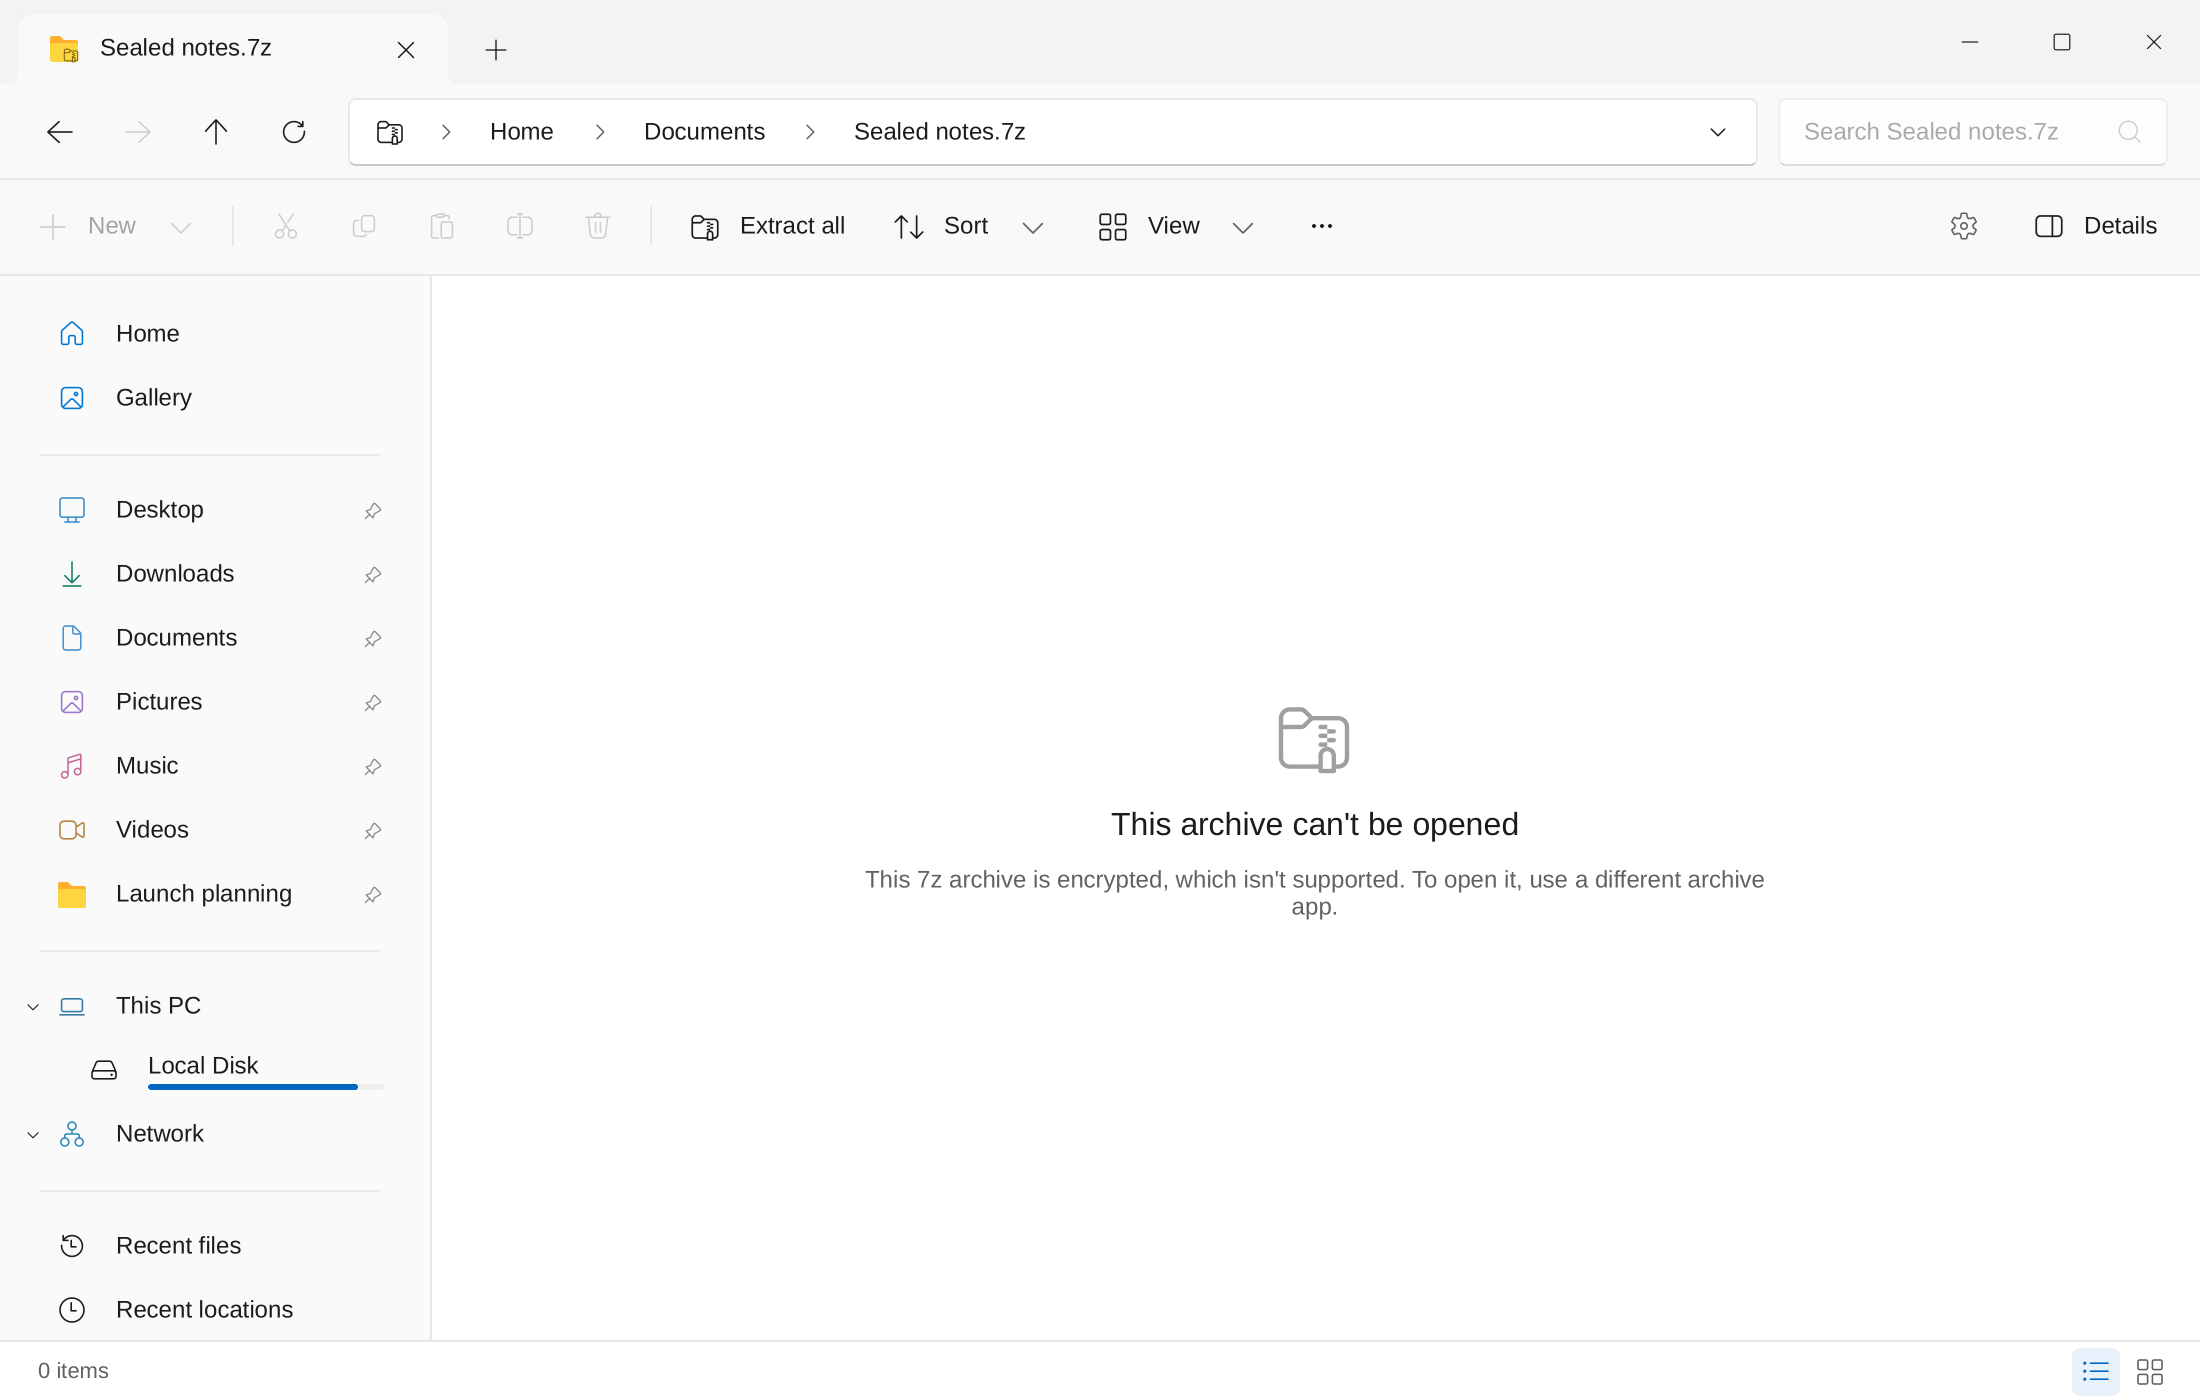 Sealed notes.7z
Home
Documents
Sealed notes.7z
Search Sealed notes.7z
New
Extract all
Sort
View
Details
Home
Gallery
Desktop
Downloads
Documents
Pictures
Music
Videos
Launch planning
This PC
Local Disk
Network
Recent files
Recent locations
This archive can't be opened
This 7z archive is encrypted, which isn't supported. To open it, use a different archive
app.
0 items